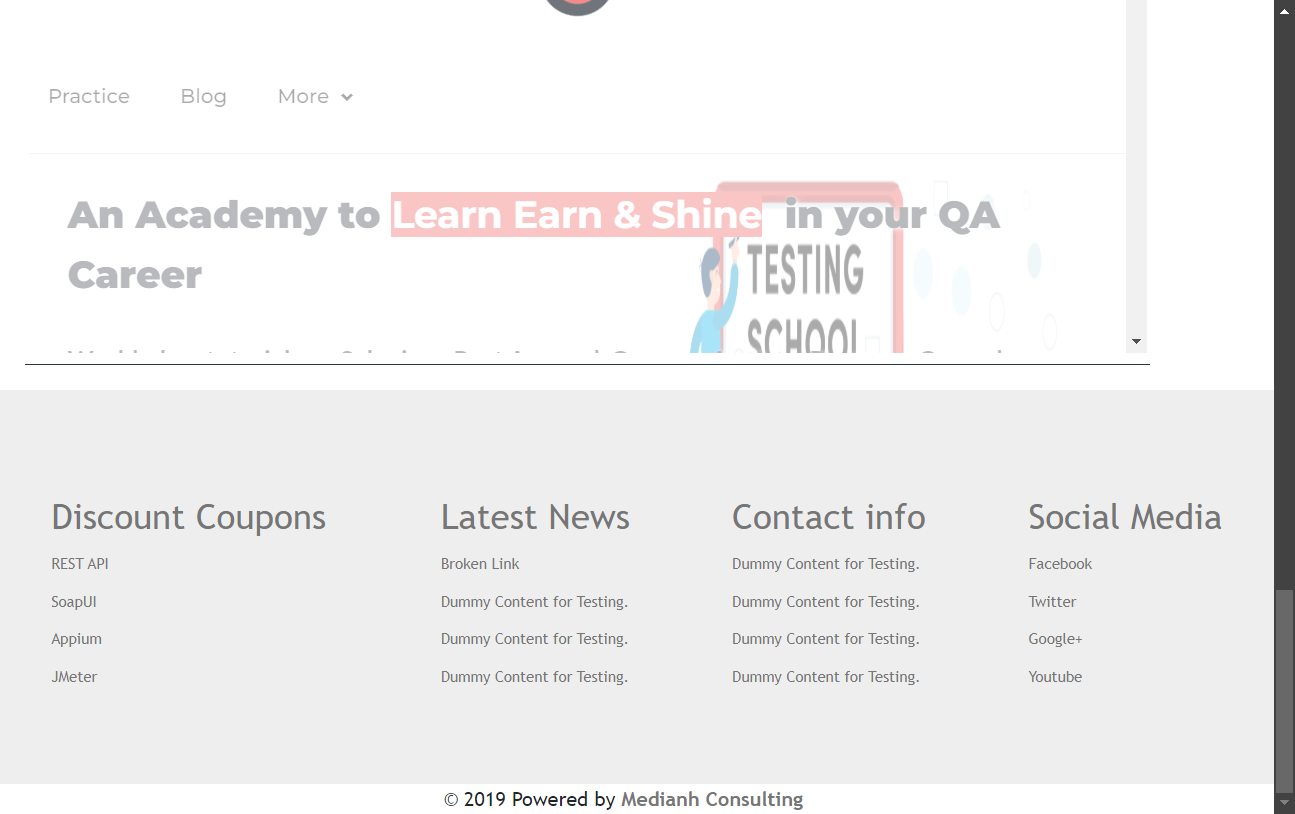 Practice Blog More
An Academy to Learn Earn & Shine in your QA
Career
TESTING
SCHOOL
Discount Coupons
REST API
SoapUI
Appium
JMeter
Latest News
Broken Link
Dummy Content for Testing.
Dummy Content for Testing.
Dummy Content for Testing.
Contact info
Dummy Content for Testing.
Dummy Content for Testing.
Dummy Content for Testing.
Dummy Content for Testing.
Social Media
Facebook
Twitter
Google+
Youtube
© 2019 Powered by Medianh Consulting